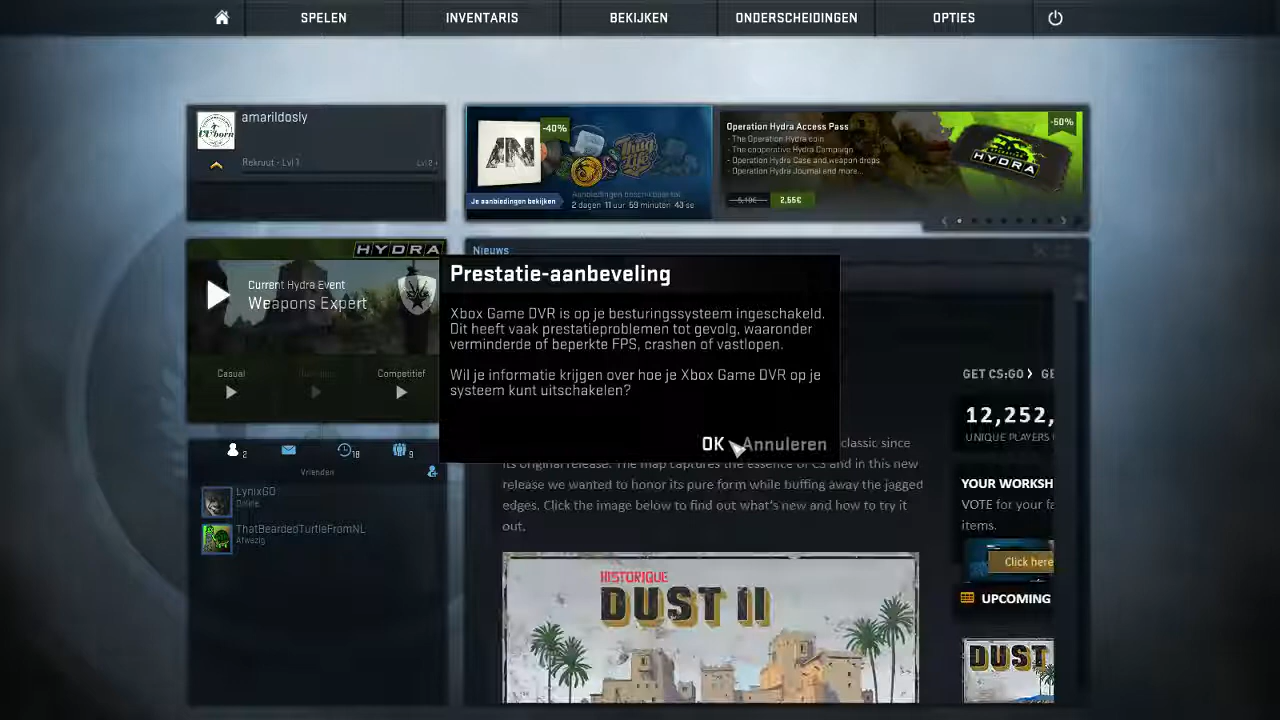 SPELEN
INVENTARIS
BEKIJKEN
ONDERSCHEIDINGEN
OPTIES
amarildosly
Rekruut - Lvl 1
Lvl 2
-40%
Thug Life
Aanbiedingen beschikbaar tot
Je aanbiedingen bekijken
2 dagen 11 uur 59 minuten 43 se
Operation Hydra Access Pass
- The Operation Hydra coin
- The cooperative Hydra Campaign
- Operation Hydra Case and weapon drops
- Operation Hydra Journal and more...
2,55€
-50%
HYDRA
HYDRA
Current Hydra Event
Weapons Expert
Casual
Competitief
2
18
9
Vrienden
LynixGO
Online
ThatBeardedTurtleFromNL
Afwezig
Nieuws
Prestatie-aanbeveling
Xbox Game DVR is op je besturingssysteem ingeschakeld.
Dit heeft vaak prestatieproblemen tot gevolg, waaronder
verminderde of beperkte FPS, crashen of vastlopen.
Wil je informatie krijgen over hoe je Xbox Game DVR op je
systeem kunt uitschakelen?
OK
Annuleren
classic since
its original release. The map captures the essence of CS and in this new
release we wanted to honor its pure form while buffing away the jagged
edges. Click the image below to find out what's new and how to try it
out.
HISTORIQUE
DUST II
GET CS:GO
GE
12,252,
UNIQUE PLAYERS
YOUR WORKSH
VOTE for your fa
items.
Click here
UPCOMING
DUST